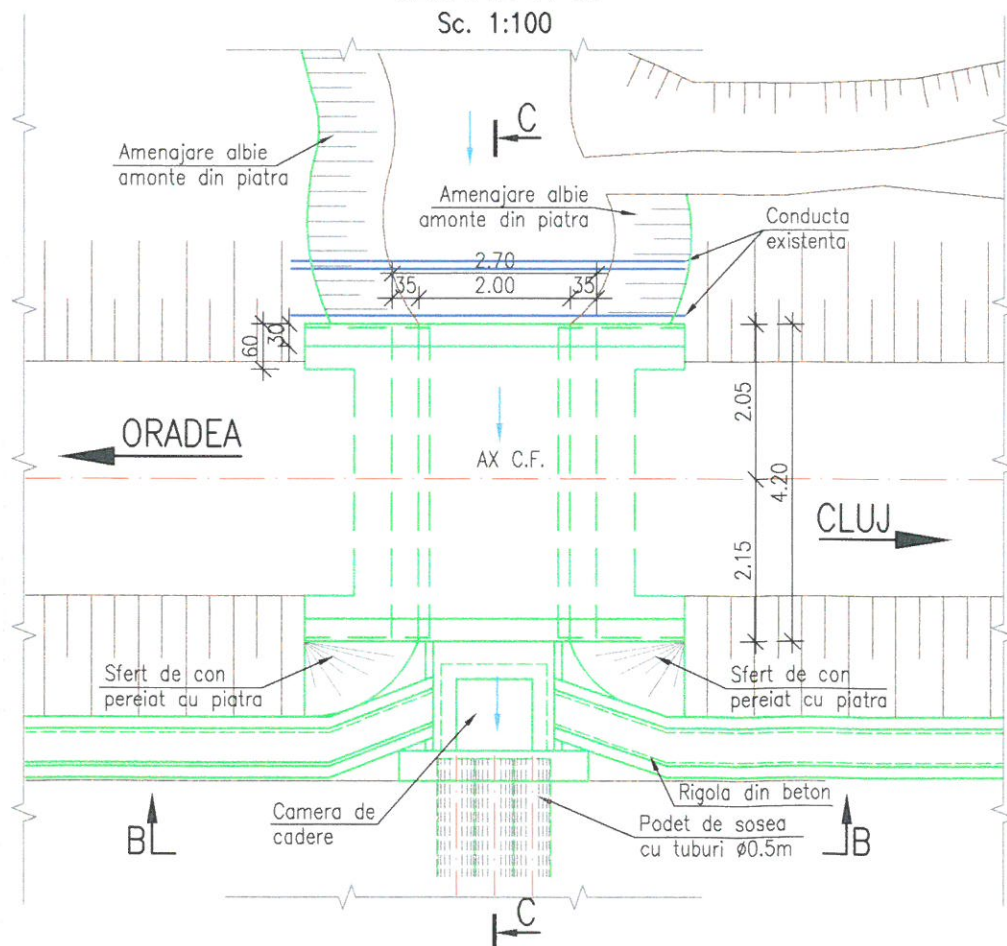 Sc. 1:100
C
Amenajare albie
amonte din piatra
Amenajare albie
amonte din piatra
Conducta
existenta
2.70
35
2.00
35
60
30
2.05
ORADEA
AX C.F.
4.20
CLUJ
2.15
Sfert de con
pereiat cu piatra
Sfert de con
pereiat cu piatra
Rigola din beton
Camera de
cadere
Podet de sosea
cu tuburi ø0.5m
B
B
C